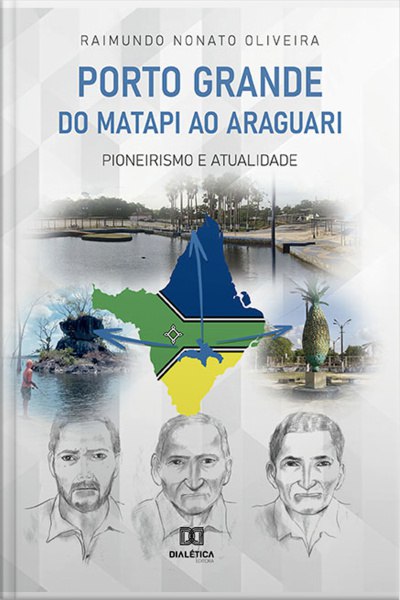 RAIMUNDO NONATO OLIVEIRA
PORTO GRANDE
DO MATAPI AO ARAGUARI
PIONEIRISMO E ATUALIDADE
DIALÉTICA
EDITORA